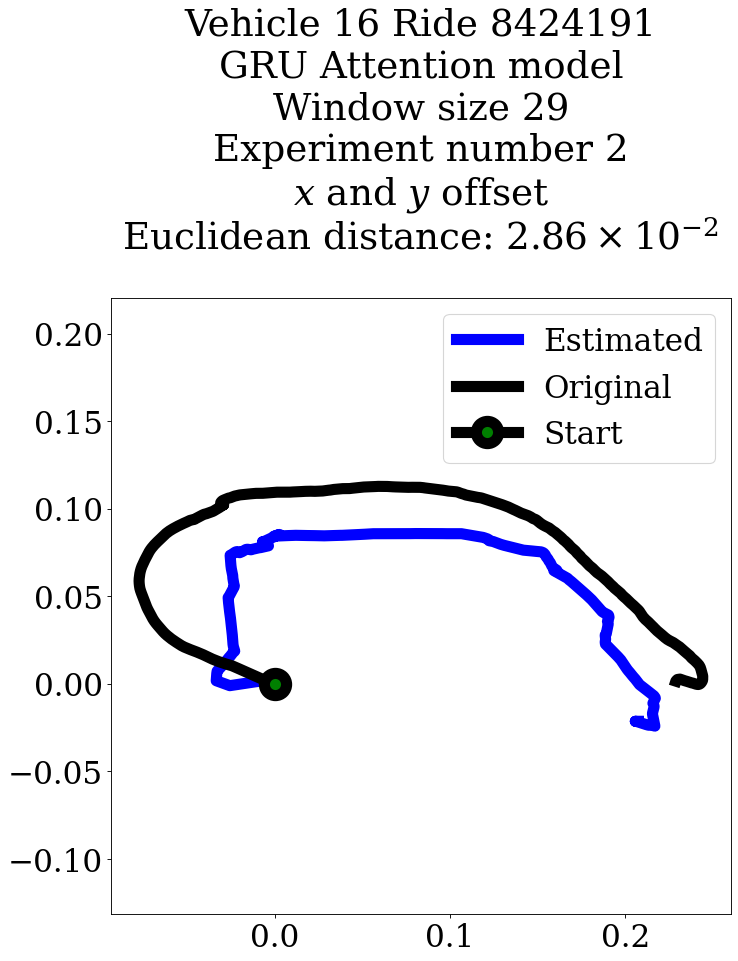 Vehicle 16 Ride 8424191
GRU Attention model
Window size 29
Experiment number 2
x and y offset
Euclidean distance: 2.86 × 10⁻²
Estimated
Original
Start
0.20
0.15
0.10
0.05
0.00
−0.05
−0.10
0.0 0.1 0.2